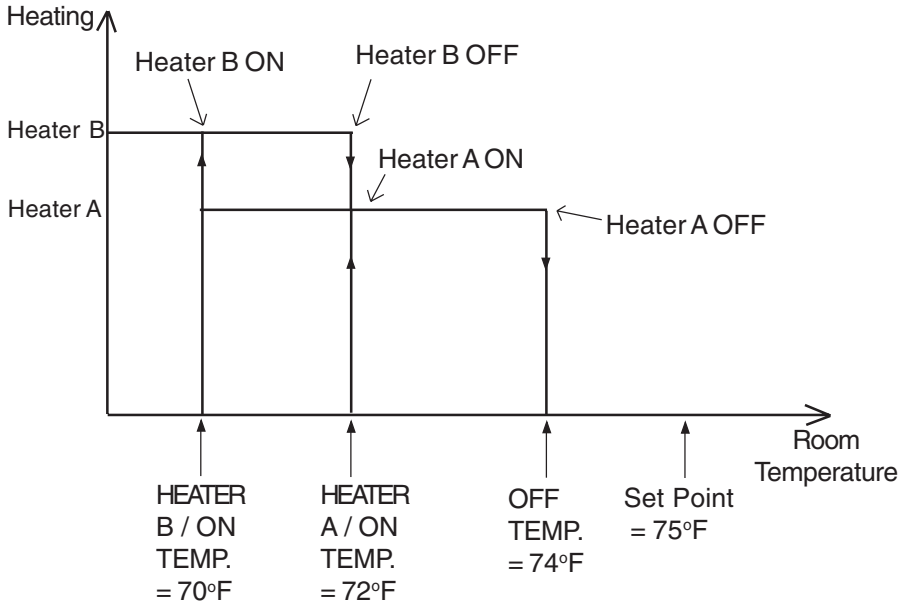 Heating
Heater B ON
Heater B OFF
Heater B
Heater A ON
Heater A
Heater A OFF
Room
Temperature
HEATER
B / ON
TEMP.
= 70°F
HEATER
A / ON
TEMP.
= 72°F
OFF
TEMP.
= 74°F
Set Point
= 75°F